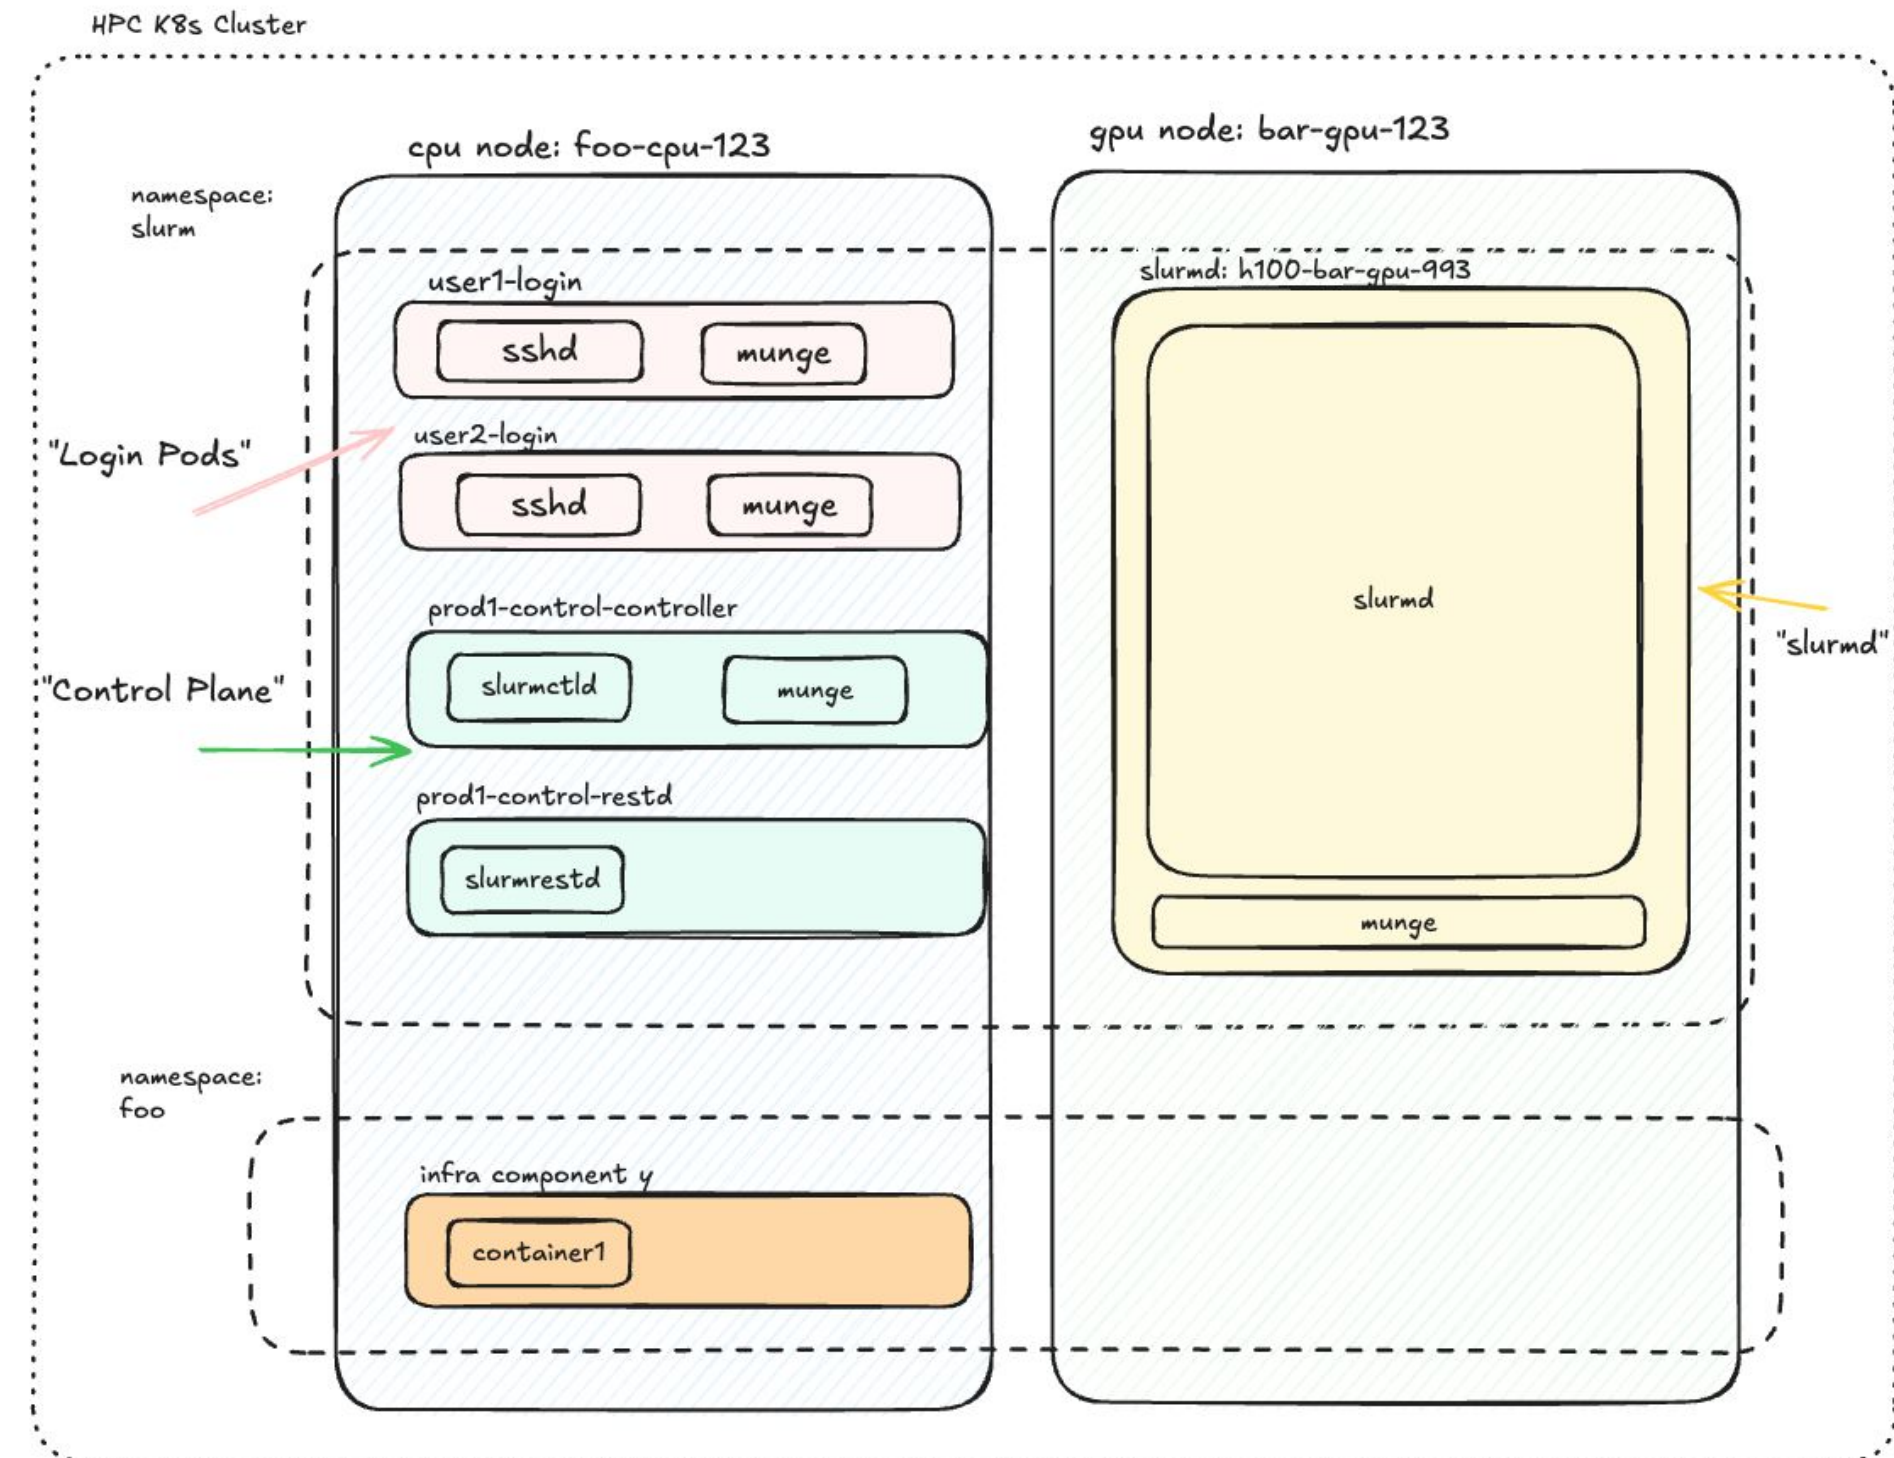 HPC K8s Cluster
cpu node: foo-cpu-123
gpu node: bar-gpu-123
namespace:
slurm
user1-login
sshd
munge
"Login Pods"
user2-login
sshd
munge
prod1-control-controller
slurmctld
munge
"Control Plane"
prod1-control-restd
slurmrestd
slurmd: h100-bar-gpu-993
slurmd
munge
"slurmd"
namespace:
foo
infra component y
container1